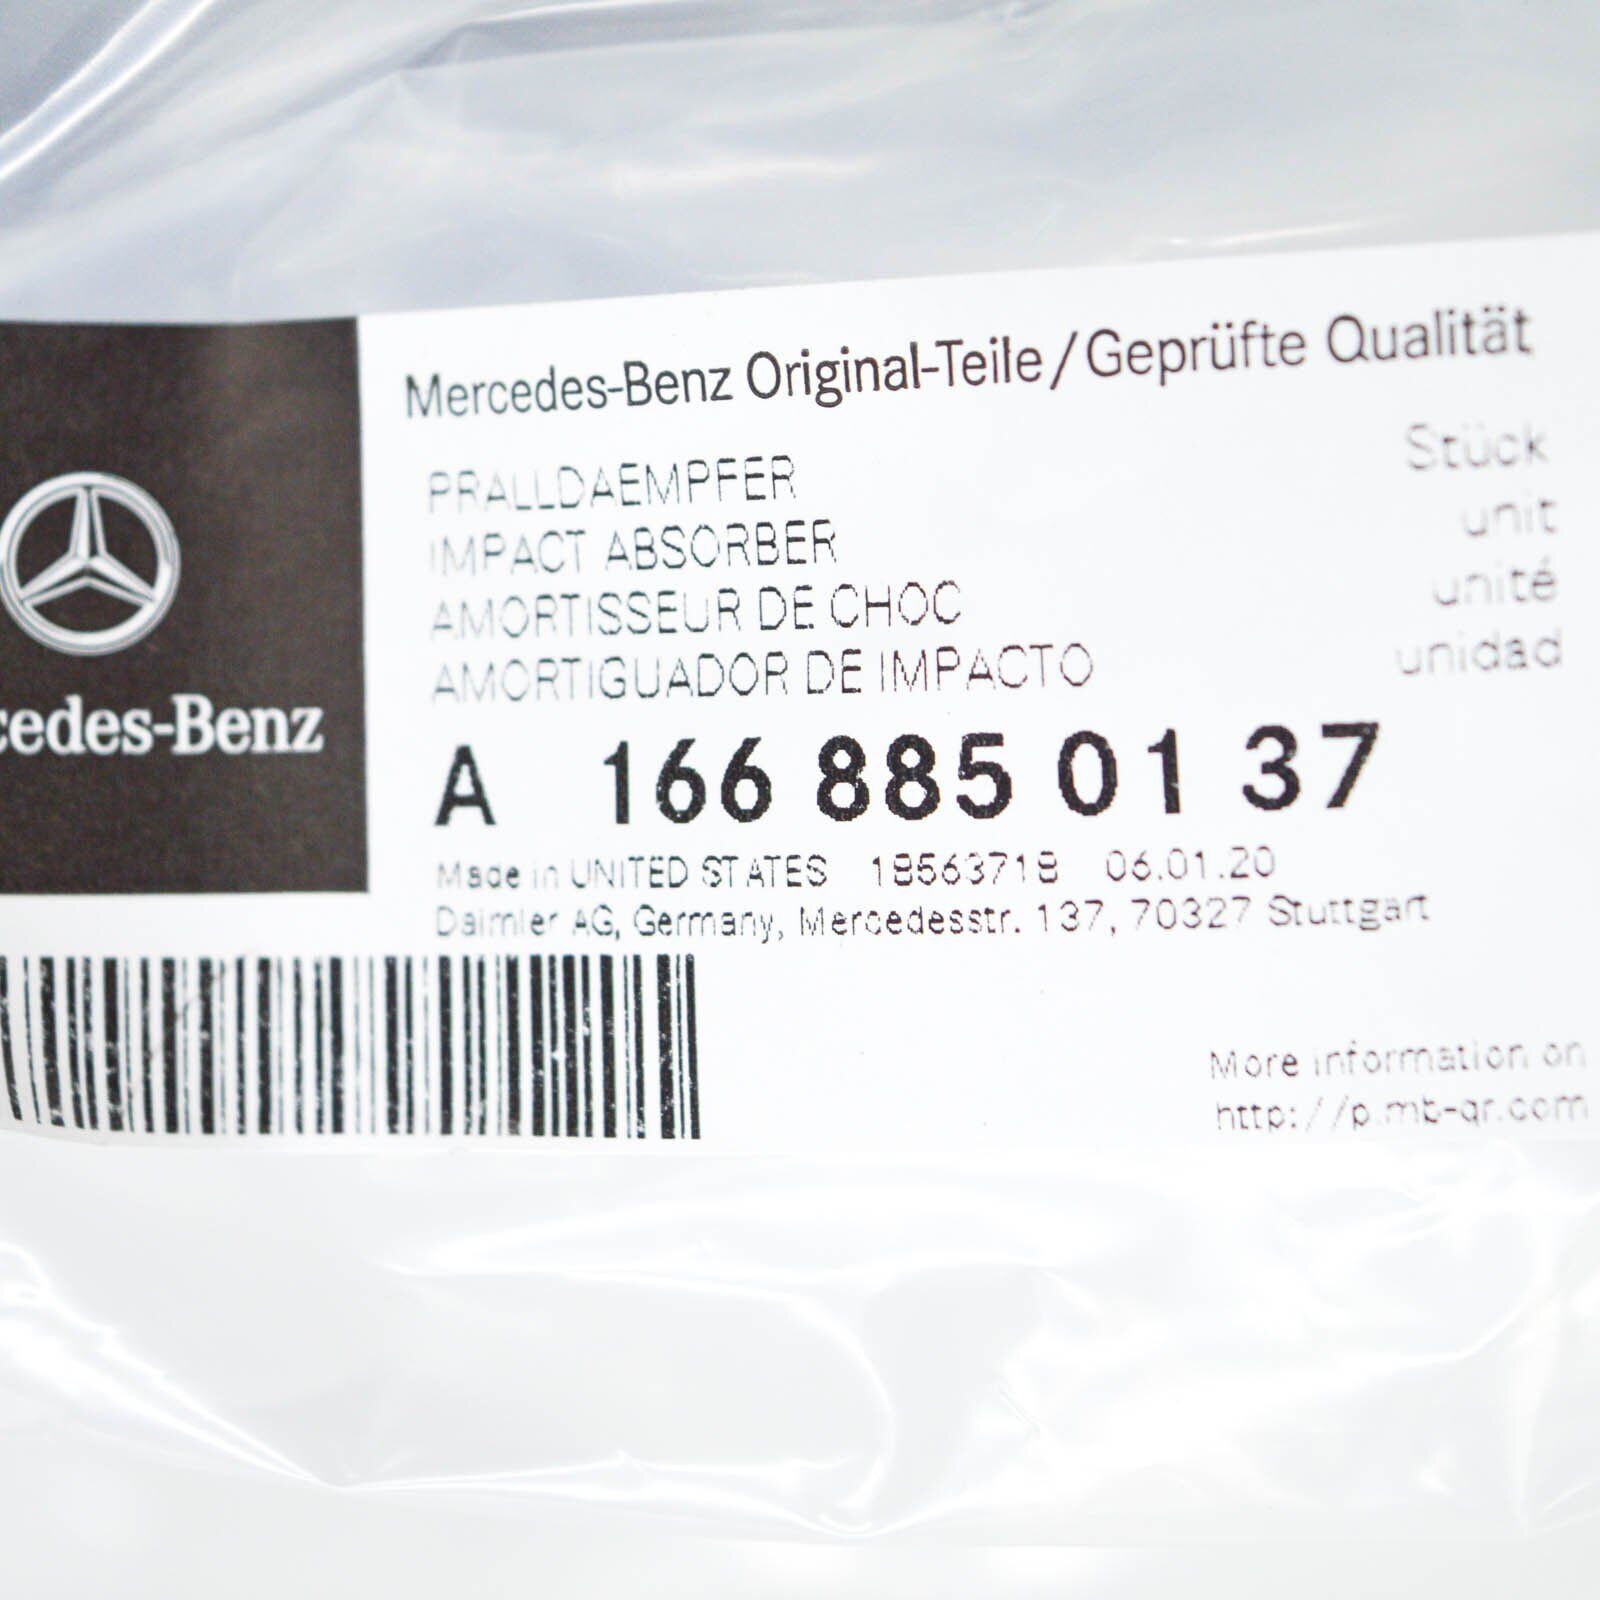 Mercedes-Benz Original-Teile/Geprüfte Qualität
PRALLDAEMPFER Stück
IMPACT ABSORBER unit
AMORTISSEUR DE CHOC unité
AMORTIGUADOR DE IMPACTO unidad
cedes-Benz
A 166 885 01 37
Made in UNITED STATES 18563718 06.01.20
Daimler AG, Germany, Mercedesstr. 137, 70327 Stuttgart
More information on
http://p.mb-qr.com